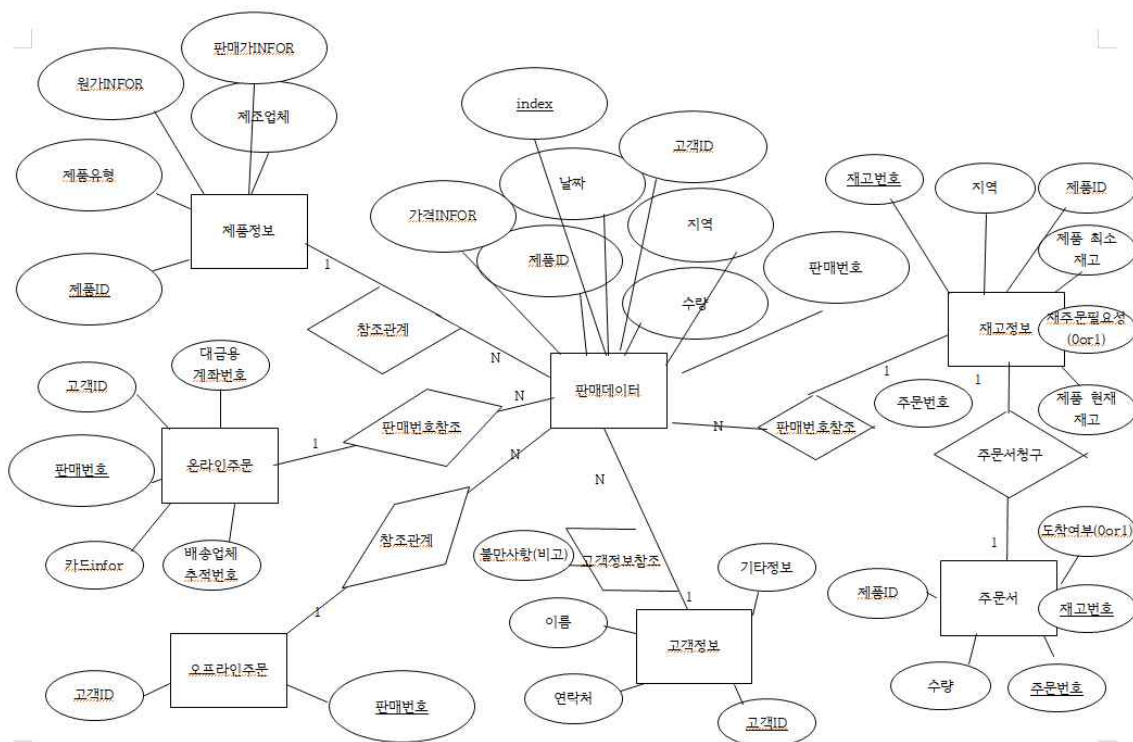 판매가INFOR
원가INFOR
제조업체
제품유형
제품정보
제품ID
1
참조관계
N
index
고객ID
날짜
가격INFOR
지역
제품ID
수량
판매번호
판매데이터
재고번호
지역
제품ID
제품 최소
재고
재고정보
재주문필요성
(0or1)
제품 현재
재고
1
1
주문번호
N
판매번호참조
주문서청구
1
대금용
계좌번호
고객ID
판매번호
온라인주문
카드infor
배송업체
추적번호
1
판매번호참조
N
N
참조관계
1
오프라인주문
고객ID
판매번호
N
불만사항(비고)
고객정보참조
1
기타정보
이름
고객정보
연락처
고객ID
도착여부(0or1)
제품ID
주문서
재고번호
수량
주문번호